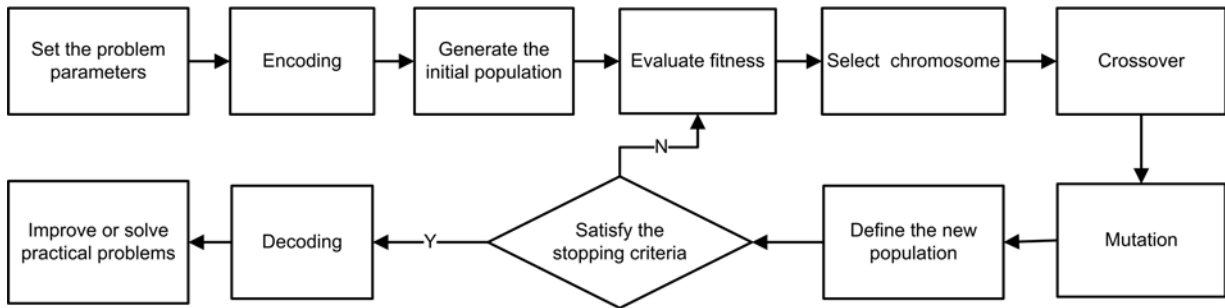 Set the problem
parameters
Encoding
Generate the
initial population
Evaluate fitness
Select chromosome
Crossover
N
Improve or solve
practical problems
Decoding
Y
Satisfy the
stopping criteria
Define the new
population
Mutation